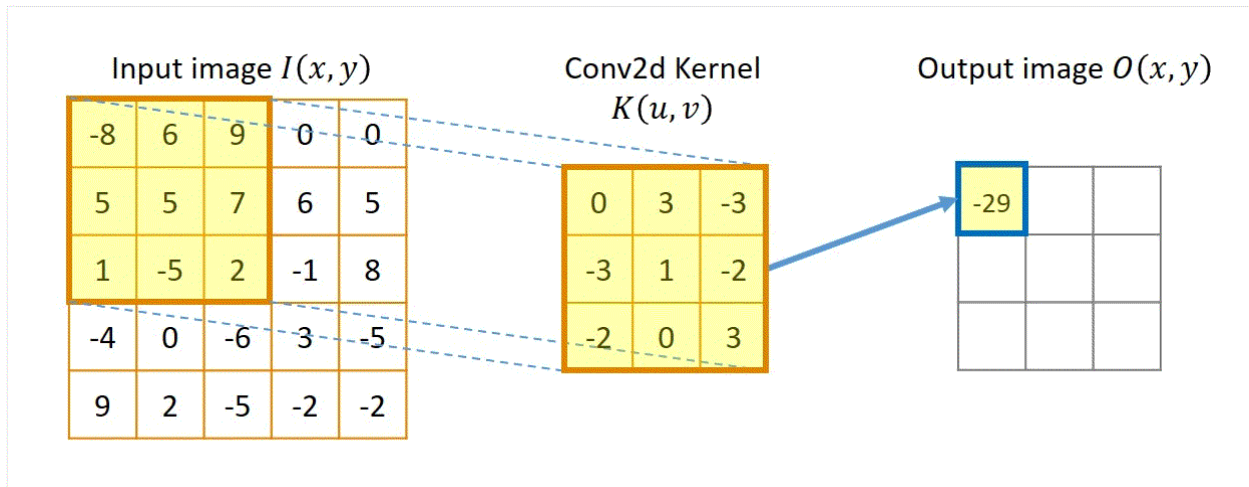 Input image I(x, y)
Conv2d Kernel
K(u, v)
Output image O(x, y)
-8 6 9 0 0
5 5 7 6 5
1 -5 2 -1 8
-4 0 -6 3 -5
9 2 -5 -2 -2
0 3 -3
-3 1 -2
-2 0 3
-29